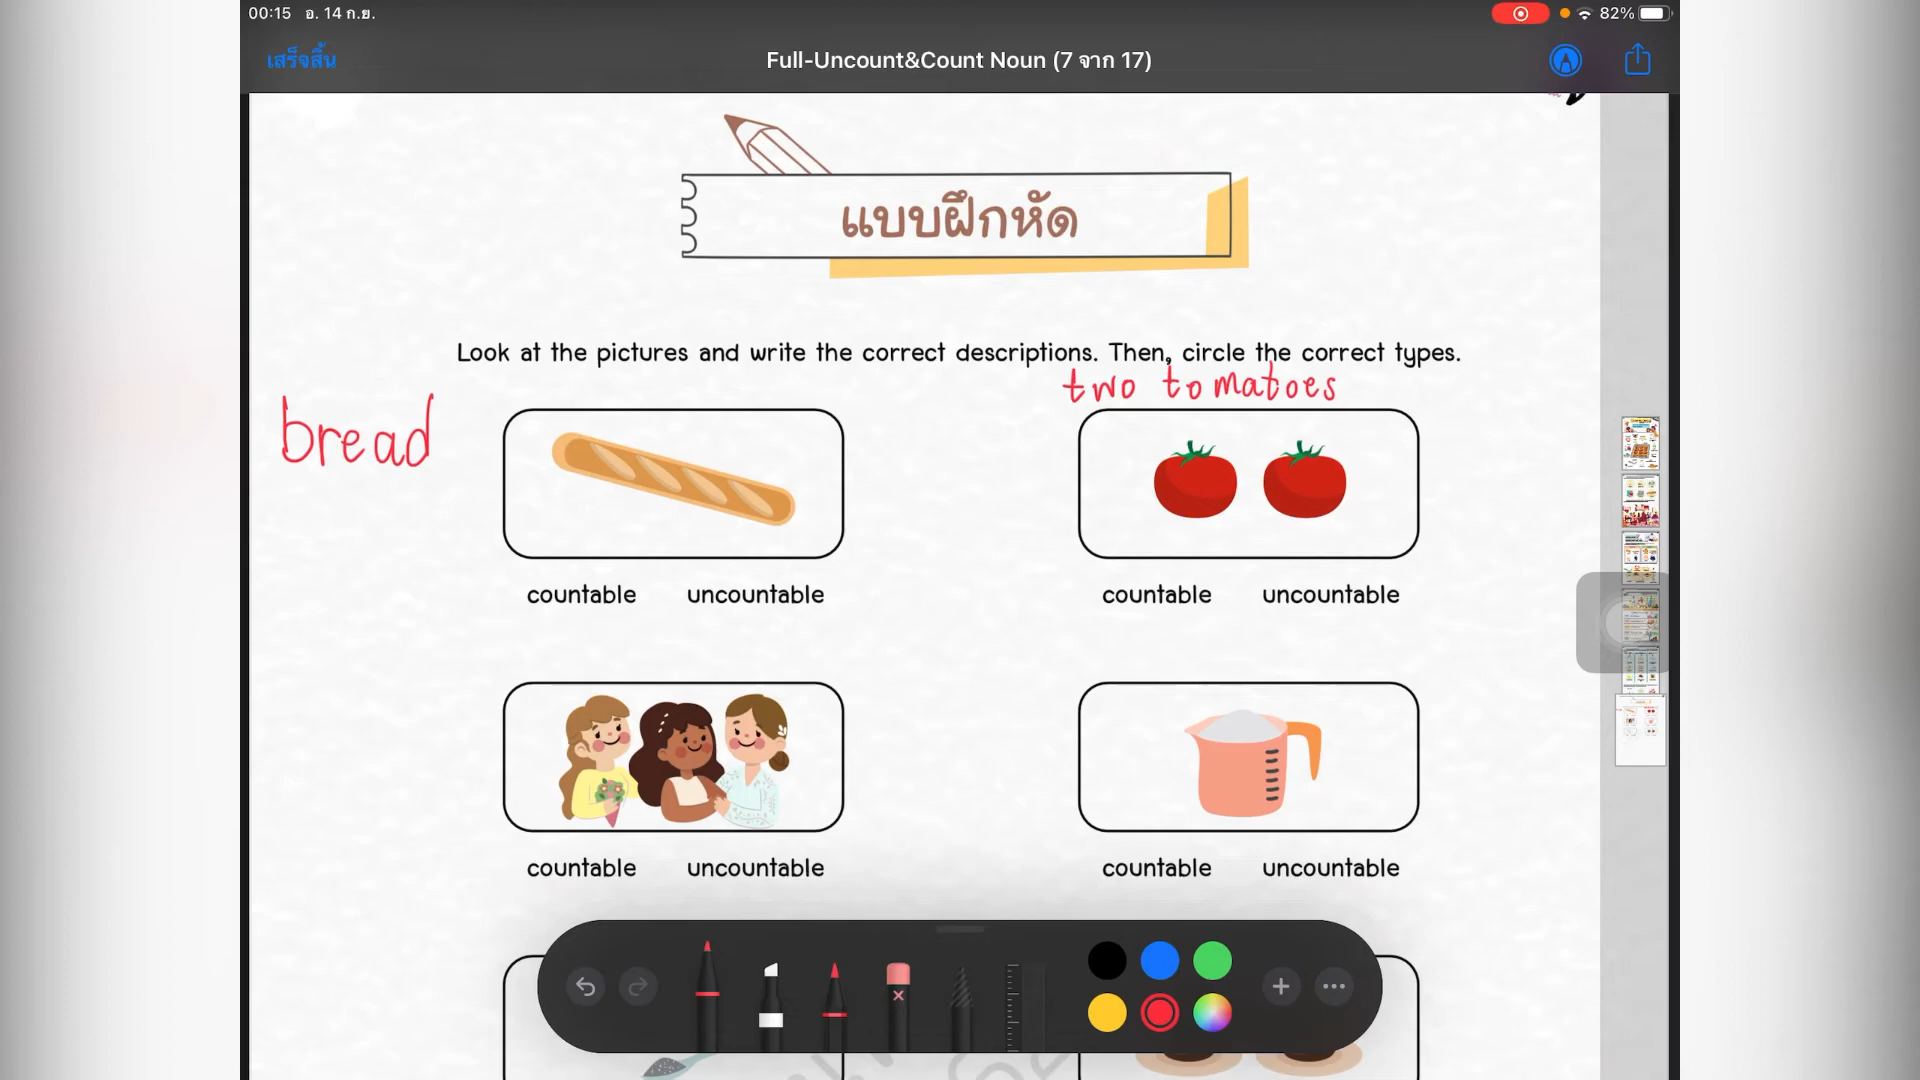 00:15 อ. 14 ก.ย.
82%
เสร็จสิ้น
Full-Uncount&Count Noun (7 จาก 17)
แบบฝึกหัด
Look at the pictures and write the correct descriptions. Then, circle the correct types.
two tomatoes
bread
countable uncountable
countable uncountable
countable uncountable
countable uncountable